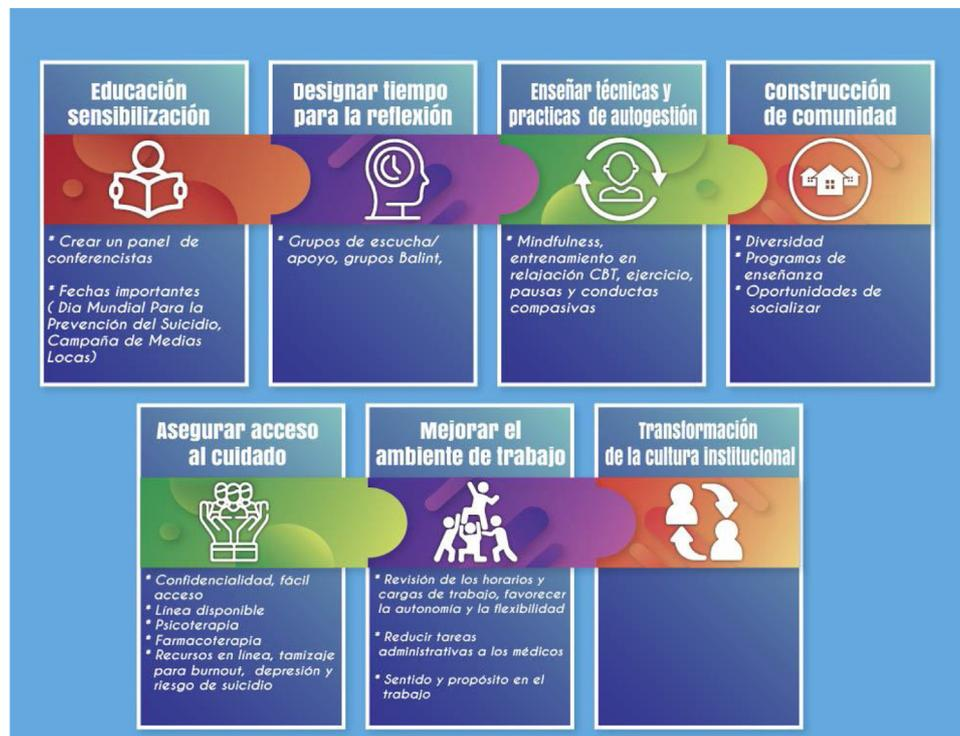 Educación
sensibilización
* Crear un panel de
conferencistas
* Fechas importantes
( Dia Mundial Para la
Prevención del Suicidio,
Campaña de Medias
Locas)
Designar tiempo
para la reflexión
* Grupos de escucha/
apoyo, grupos Balint,
Enseñar técnicas y
practicas de autogestión
* Mindfulness,
entrenamiento en
relajación CBT, ejercicio,
pausas y conductas
compasivas
Construcción
de comunidad
* Diversidad
* Programas de
enseñanza
* Oportunidades de
socializar
Asegurar acceso
al cuidado
* Confidencialidad, fácil
acceso
* Línea disponible
* Psicoterapia
* Farmacoterapia
* Recursos en línea, tamizaje
para burnout, depresión y
riesgo de suicidio
Mejorar el
ambiente de trabajo
* Revisión de los horarios y
cargas de trabajo, favorecer
la autonomía y la flexibilidad
* Reducir tareas
administrativas a los médicos
* Sentido y propósito en el
trabajo
Transformación
de la cultura institucional